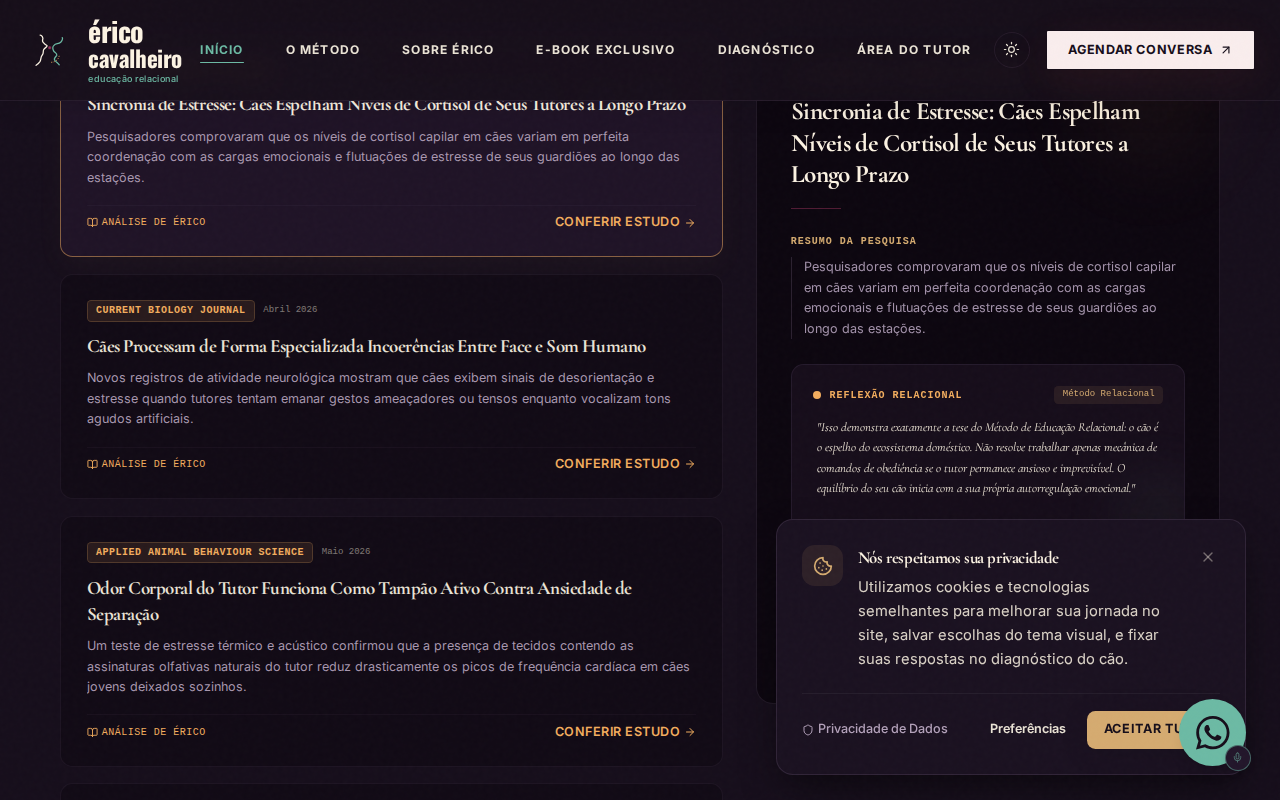 érico
cavalheiro
educação relacional
INÍCIO
O MÉTODO
SOBRE ÉRICO
E-BOOK EXCLUSIVO
DIAGNÓSTICO
ÁREA DO TUTOR
AGENDAR CONVERSA
Sincronia de Estresse: Cães Espelham Níveis de Cortisol de Seus Tutores a Longo Prazo
Pesquisadores comprovaram que os níveis de cortisol capilar em cães variam em perfeita
coordenação com as cargas emocionais e flutuações de estresse de seus guardiões ao longo das
estações.
ANÁLISE DE ÉRICO
CONFERIR ESTUDO
CURRENT BIOLOGY JOURNAL
Abril 2026
Cães Processam de Forma Especializada Incoerências Entre Face e Som Humano
Novos registros de atividade neurológica mostram que cães exibem sinais de desorientação e
estresse quando tutores tentam emanar gestos ameaçadores ou tensos enquanto vocalizam tons
agudos artificiais.
ANÁLISE DE ÉRICO
CONFERIR ESTUDO
APPLIED ANIMAL BEHAVIOUR SCIENCE
Maio 2026
Odor Corporal do Tutor Funciona Como Tampão Ativo Contra Ansiedade de
Separação
Um teste de estresse térmico e acústico confirmou que a presença de tecidos contendo as
assinaturas olfativas naturais do tutor reduz drasticamente os picos de frequência cardíaca em cães
jovens deixados sozinhos.
ANÁLISE DE ÉRICO
CONFERIR ESTUDO
Sincronia de Estresse: Cães Espelham
Níveis de Cortisol de Seus Tutores a
Longo Prazo
RESUMO DA PESQUISA
Pesquisadores comprovaram que os níveis de cortisol capilar
em cães variam em perfeita coordenação com as cargas
emocionais e flutuações de estresse de seus guardiões ao
longo das estações.
REFLEXÃO RELACIONAL
Método Relacional
"Isso demonstra exatamente a tese do Método de Educação Relacional: o cão é
o espelho do ecossistema doméstico. Não resolve trabalhar apenas mecânica de
comandos de obediência se o tutor permanece ansioso e imprevisível. O
equilíbrio do seu cão inicia com a sua própria autorregulação emocional."
Nós respeitamos sua privacidade
Utilizamos cookies e tecnologias
semelhantes para melhorar sua jornada no
site, salvar escolhas do tema visual, e fixar
suas respostas no diagnóstico do cão.
Privacidade de Dados
Preferências
ACEITAR